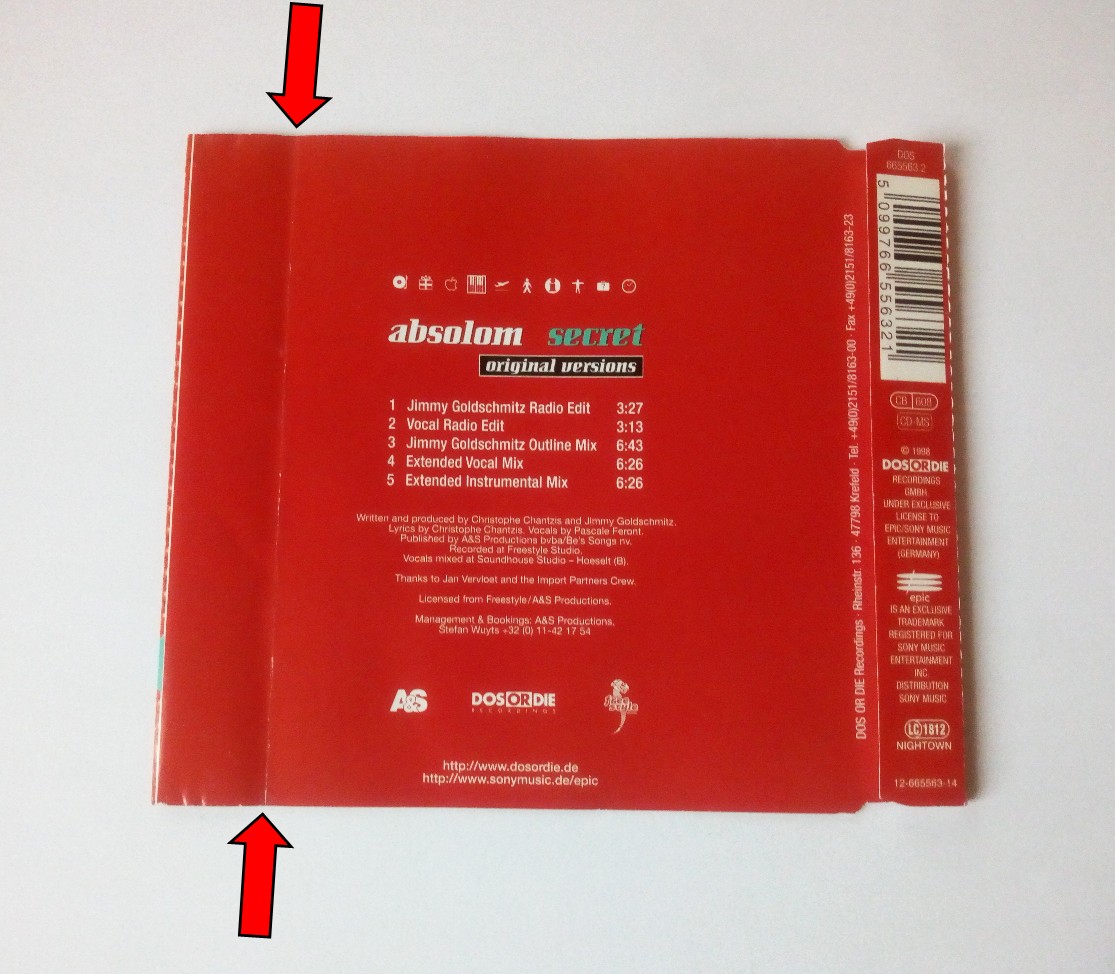 absolom secret
original versions
1 Jimmy Goldschmitz Radio Edit 3:27
2 Vocal Radio Edit 3:13
3 Jimmy Goldschmitz Outline Mix 6:43
4 Extended Vocal Mix 6:26
5 Extended Instrumental Mix 6:26
Written and produced by Christophe Chantzis and Jimmy Goldschmitz.
Lyrics by Christophe Chantzis. Vocals by Pascale Feront.
Published by A&S Productions bvba/Be's Songs nv.
Recorded at Freestyle Studio.
Vocals mixed at Soundhouse Studio – Hoeselt (B).
Thanks to Jan Vervloet and the Import Partners Crew.
Licensed from Freestyle/A&S Productions.
Management & Bookings: A&S Productions,
Stefan Wuyts +32 (0) 11-42 17 54
A&S
DOS OR DIE
RECORDINGS
http://www.dosordie.de
http://www.sonymusic.de/epic
DOS OR DIE Recordings · Rheinstr. 136 · 47798 Krefeld · Tel. +49(0)2151/8163-00 · Fax +49(0)2151/8163-23
DOS
665563 2
5 099766 556321
CB 609
CD-MS
© 1998
DOS OR DIE
RECORDINGS
GMBH
UNDER EXCLUSIVE
LICENSE TO
EPIC/SONY MUSIC
ENTERTAINMENT
(GERMANY)
epic
IS AN EXCLUSIVE
TRADEMARK
REGISTERED FOR
SONY MUSIC
ENTERTAINMENT
INC.
DISTRIBUTION
SONY MUSIC
LC 1812
NIGHTOWN
12-665563-14